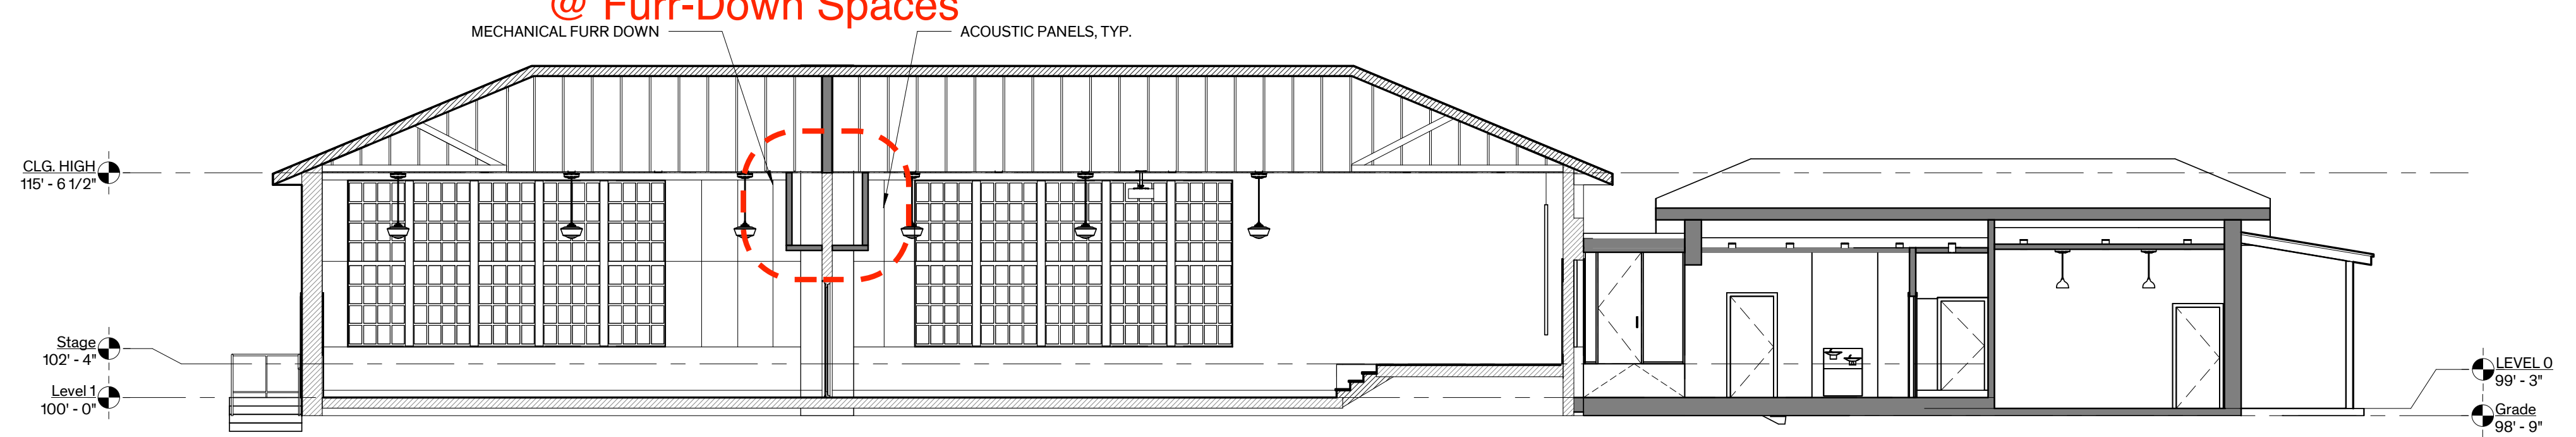 @ Furr-Down Spaces
MECHANICAL FURR DOWN
ACOUSTIC PANELS, TYP.
CLG. HIGH
115' - 6 1/2"
Stage
102' - 4"
Level 1
100' - 0"
LEVEL 0
99' - 3"
Grade
98' - 9"